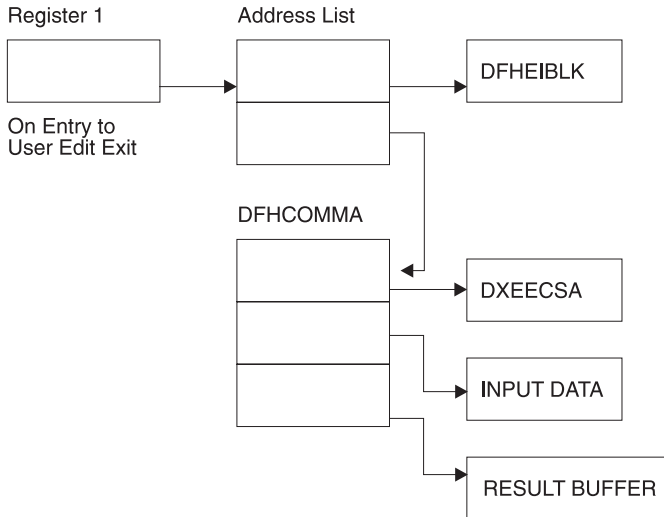 Register 1
Address List
DFHEIBLK
On Entry to
User Edit Exit
DFHCOMMA
DXEECSA
INPUT DATA
RESULT BUFFER